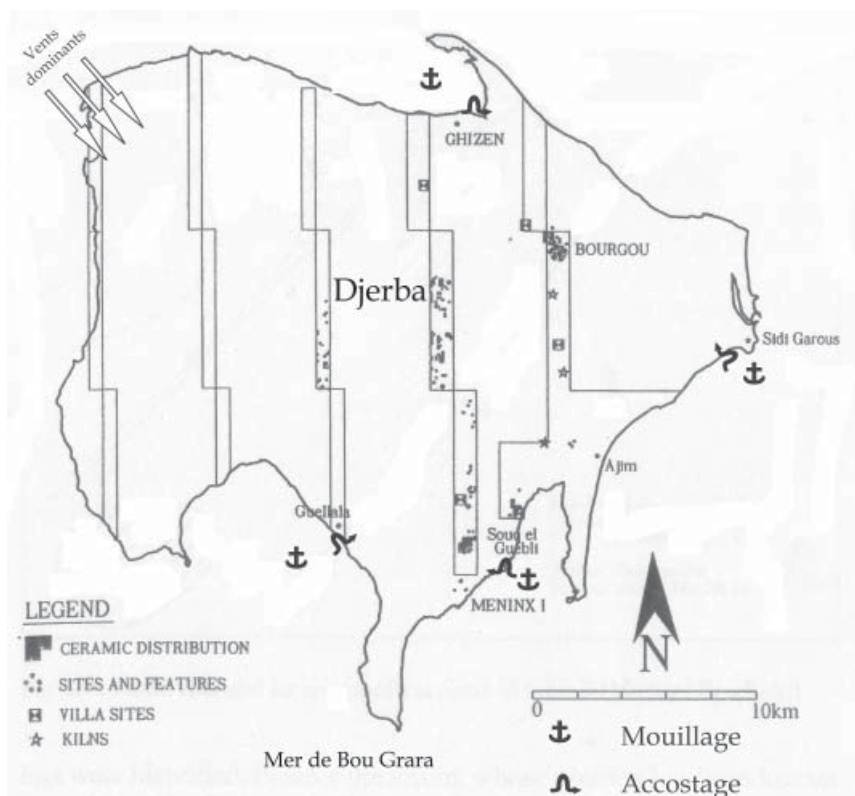 Vents
dominants
GHIZEN
BOURGOU
Djerba
Sidi Garous
Ajim
Guellala
Souq el
Guebli
MENINX I
LEGEND
CERAMIC DISTRIBUTION
SITES AND FEATURES
VILLA SITES
KILNS
N
0 10km
Mouillage
Mer de Bou Grara
Accostage